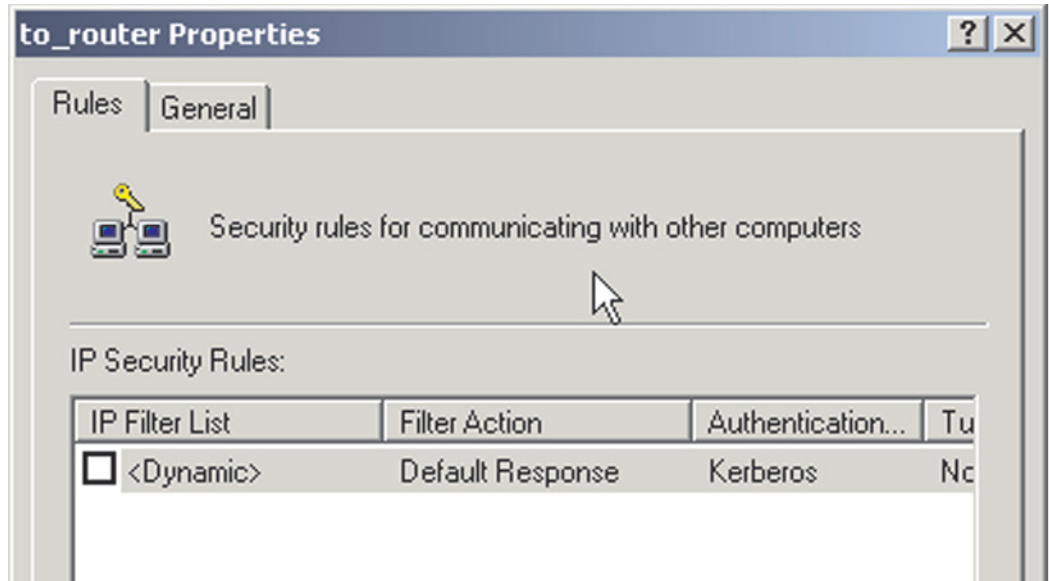 to_router Properties
Rules General
Security rules for communicating with other computers
IP Security Rules:
IP Filter List Filter Action Authentication... Tu
<Dynamic> Default Response Kerberos